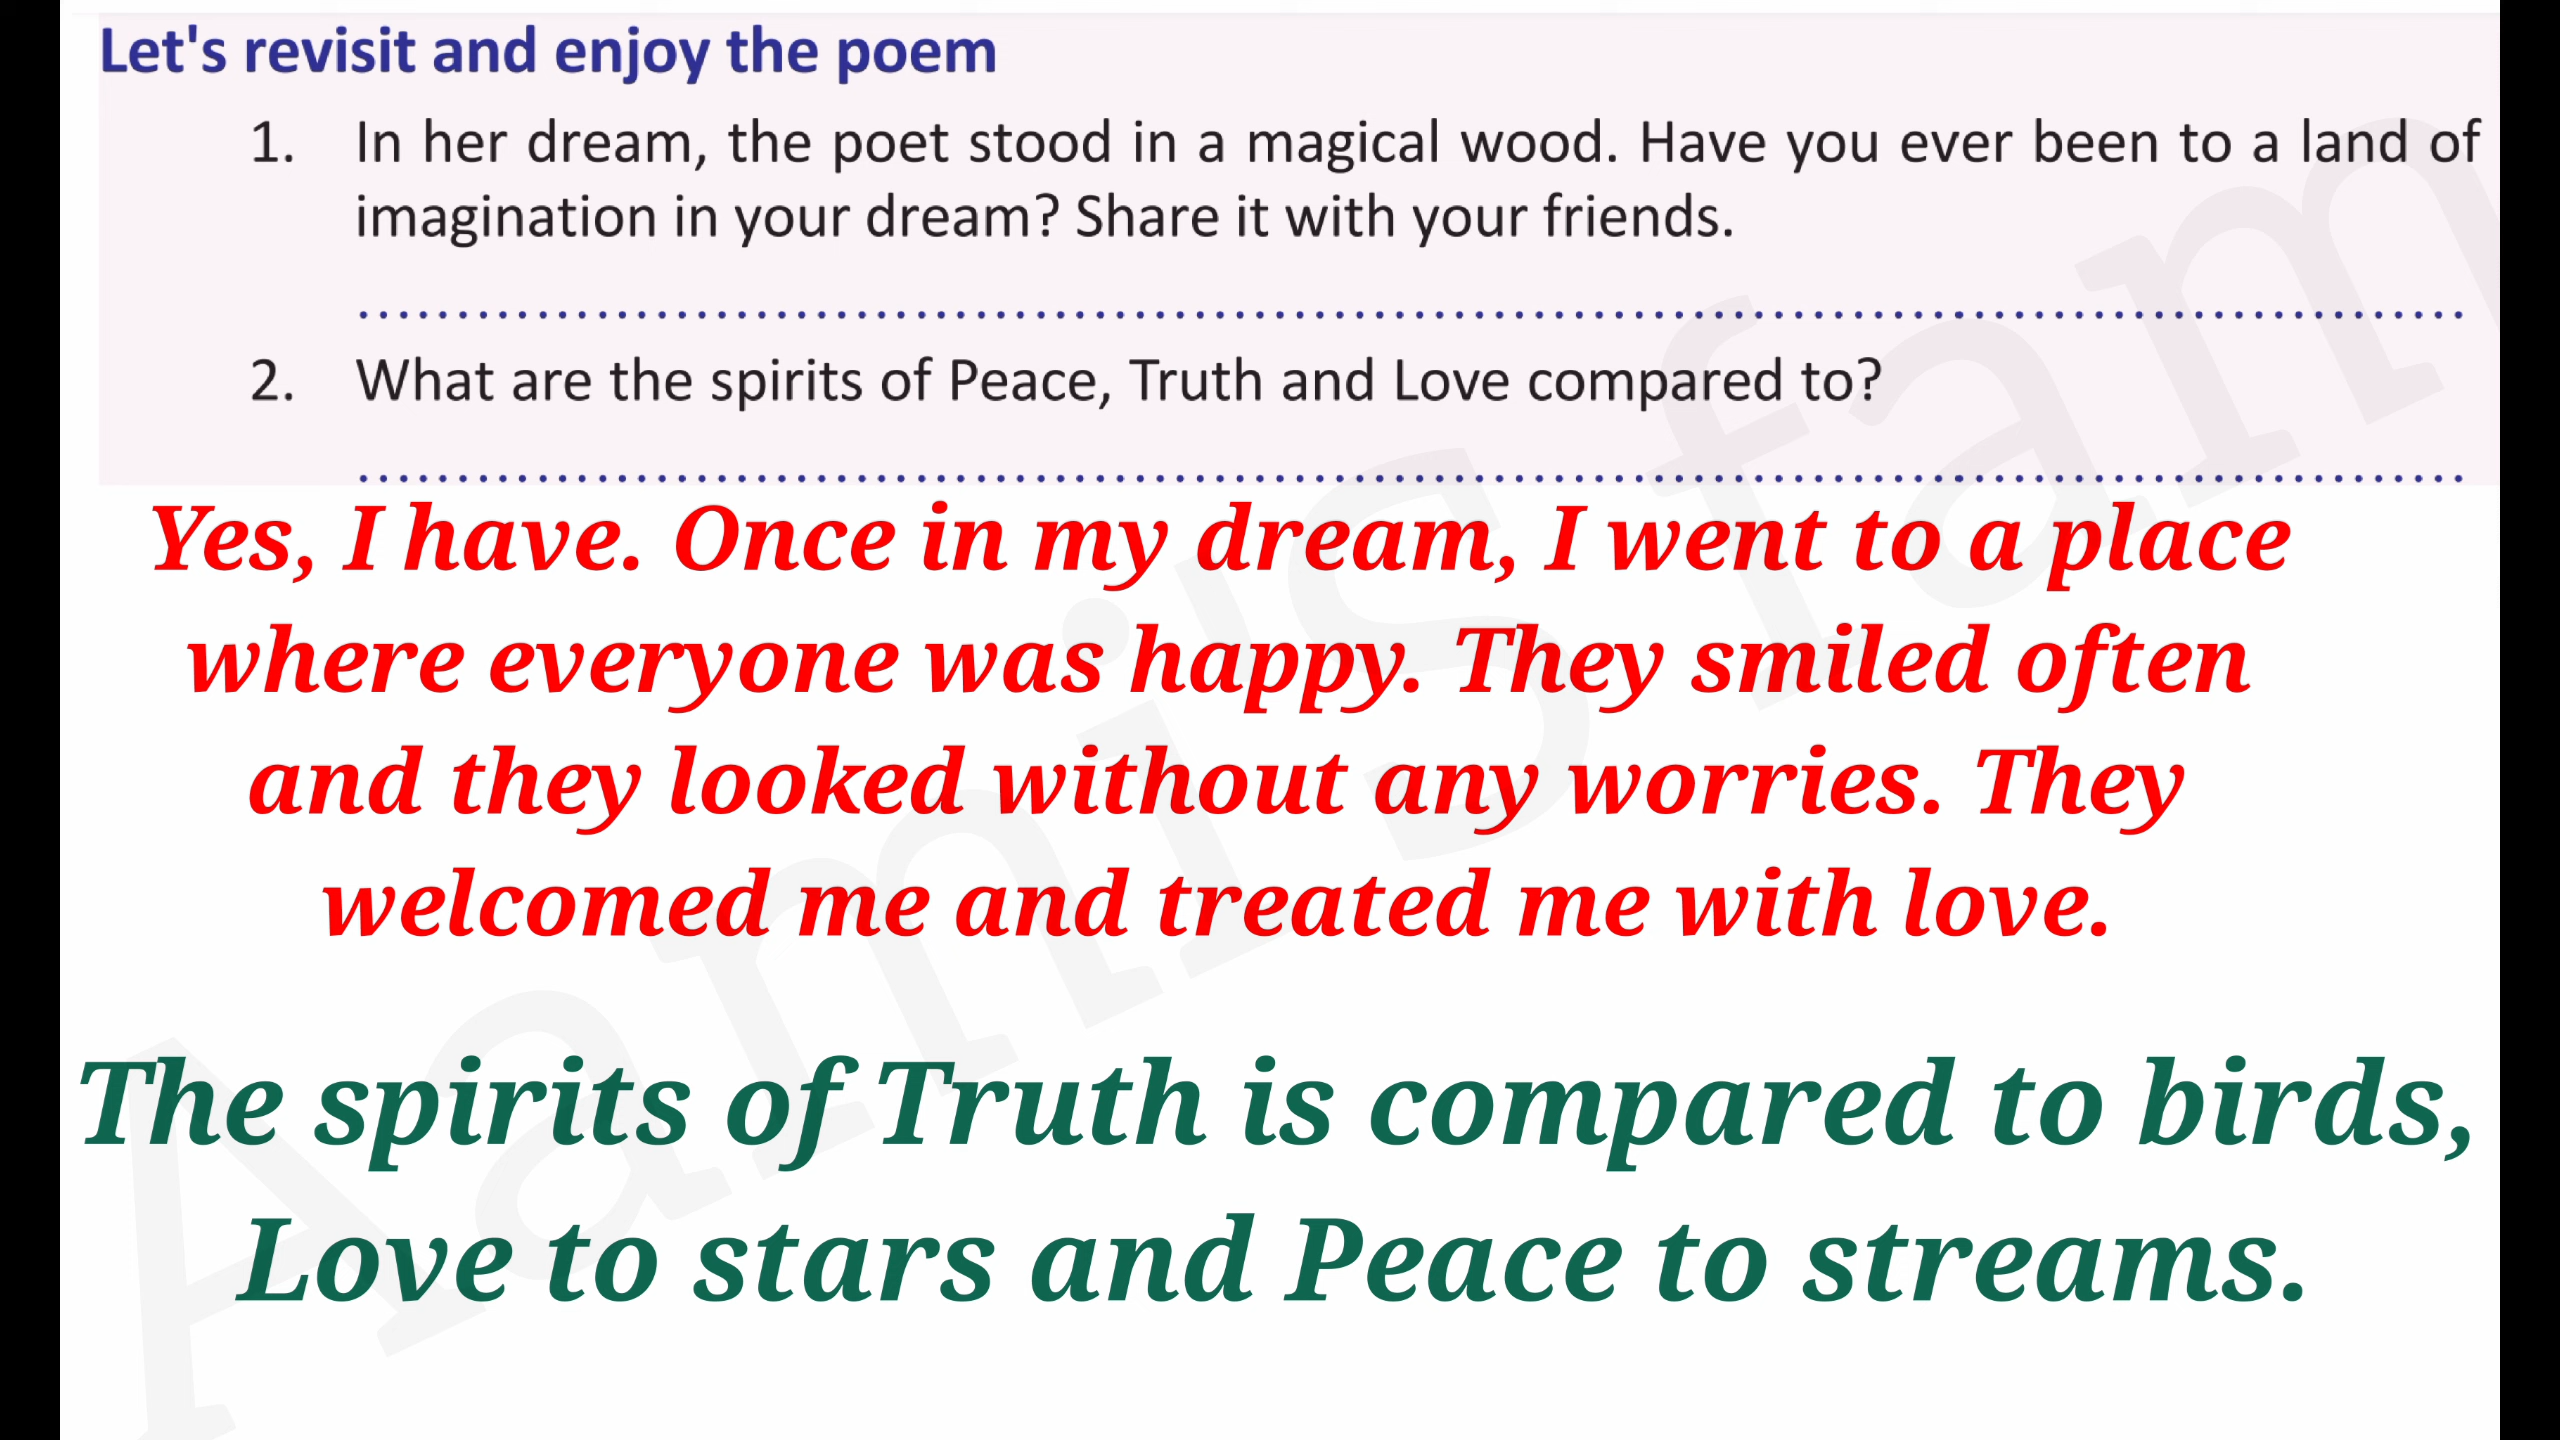 Let's revisit and enjoy the poem
1. In her dream, the poet stood in a magical wood. Have you ever been to a land of
imagination in your dream? Share it with your friends.
2. What are the spirits of Peace, Truth and Love compared to?
Yes, I have. Once in my dream, I went to a place
where everyone was happy. They smiled often
and they looked without any worries. They
welcomed me and treated me with love.
The spirits of Truth is compared to birds,
Love to stars and Peace to streams.
Aami'S fam